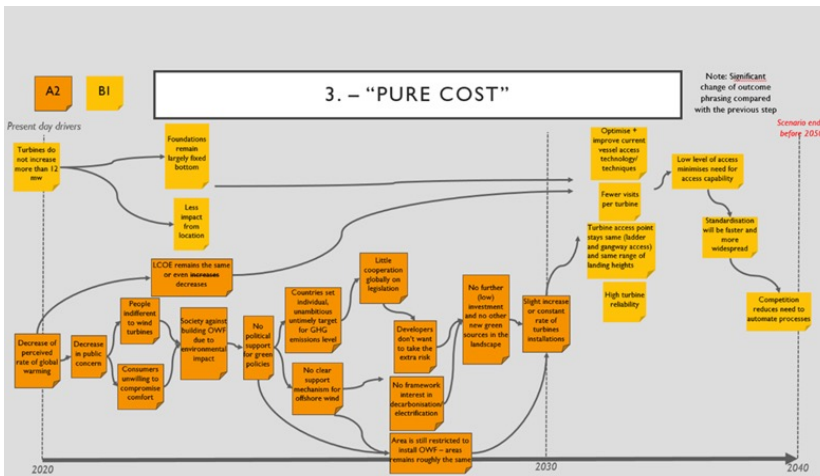 3. – “PURE COST”
A2
B1
Note: Significant
change of outcome
phrasing compared
with the previous step
Present day drivers
Scenario end
before 2050
Turbines do
not increase
more than 12
mw
Foundations
remain
largely fixed
bottom
Less
impact
from
location
Optimise +
improve current
vessel access
technology/
techniques
Fewer visits
per turbine
Turbine access point
stays same (ladder
and gangway access)
and same range of
landing heights
High turbine
reliability
Low level of access
minimises need for
access capability
Standardisation
will be faster and
more
widespread
Competition
reduces need to
automate processes
LCOE remains the same
or even increases
decreases
Decrease of
perceived
rate of global
warming
Decrease in
public
concern
People
indifferent
to wind
turbines
Consumers
unwilling to
compromise
comfort
Society against
building OWF
due to
environmental
impact
No
political
support
for green
policies
Countries set
individual,
unambitious
untimely target
for GHG
emissions level
No clear
support
mechanism for
offshore wind
Little
cooperation
globally on
legislation
Developers
don't want to
take the extra
risk
No framework
interest in
decarbonisation/
electrification
Area is still restricted to
install OWF – areas
remains roughly the same
No further
(low)
investment
and no other
new green
sources in the
landscape
Slight increase
or constant
rate of
turbines
installations
2020
2030
2040